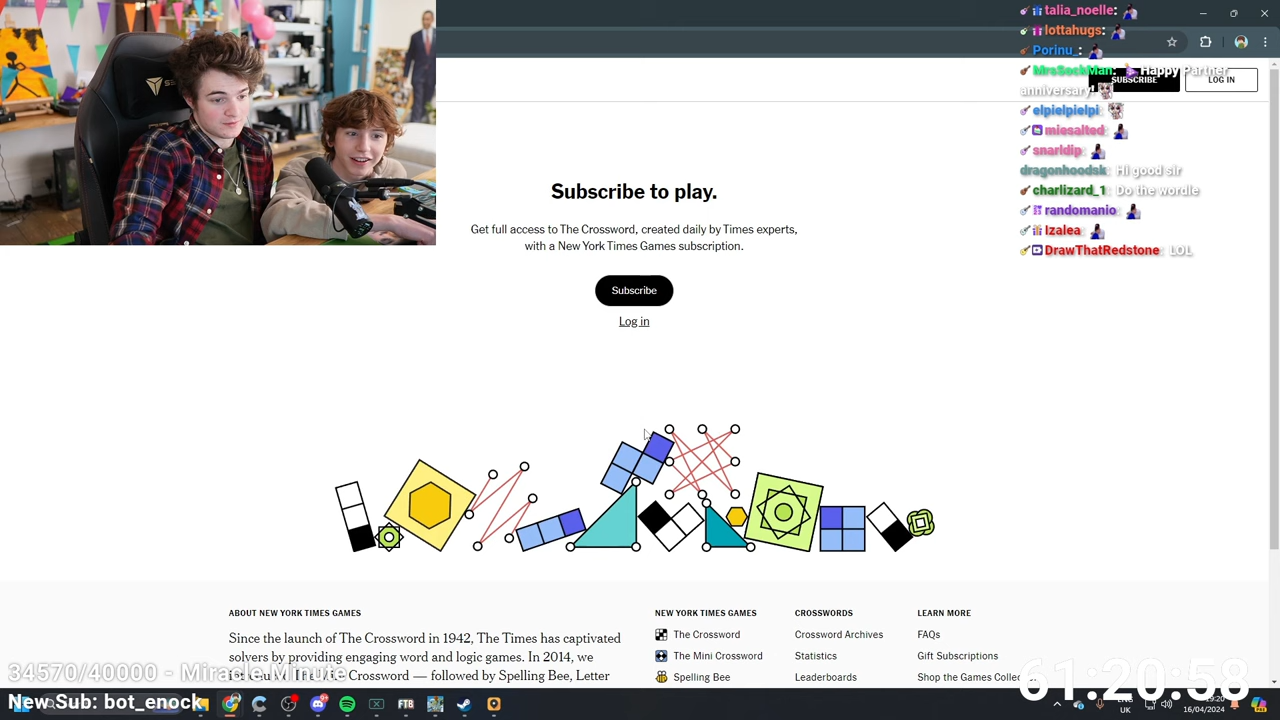 talia_noelle:
lottahugs:
Porinu_:
MrsSockMan: Happy Partner
anniversary!
elpielpielpi:
miesalted:
snarldip:
dragonhoodsk: Hi good sir
charlizard_1: Do the wordle
randomanio:
Izalea:
DrawThatRedstone: LOL
SUBSCRIBE
LOG IN
Subscribe to play.
Get full access to The Crossword, created daily by Times experts,
with a New York Times Games subscription.
Subscribe
Log in
ABOUT NEW YORK TIMES GAMES
Since the launch of The Crossword in 1942, The Times has captivated
solvers by providing engaging word and logic games. In 2014, we
Crossword — followed by Spelling Bee, Letter
NEW YORK TIMES GAMES
The Crossword
The Mini Crossword
Spelling Bee
CROSSWORDS
Crossword Archives
Statistics
Leaderboards
LEARN MORE
FAQs
Gift Subscriptions
Shop the Games
34570/40000 - Miracle Minute
New Sub: bot_enock
61:20:58
FTB
ENG
UK
19:20
16/04/2024